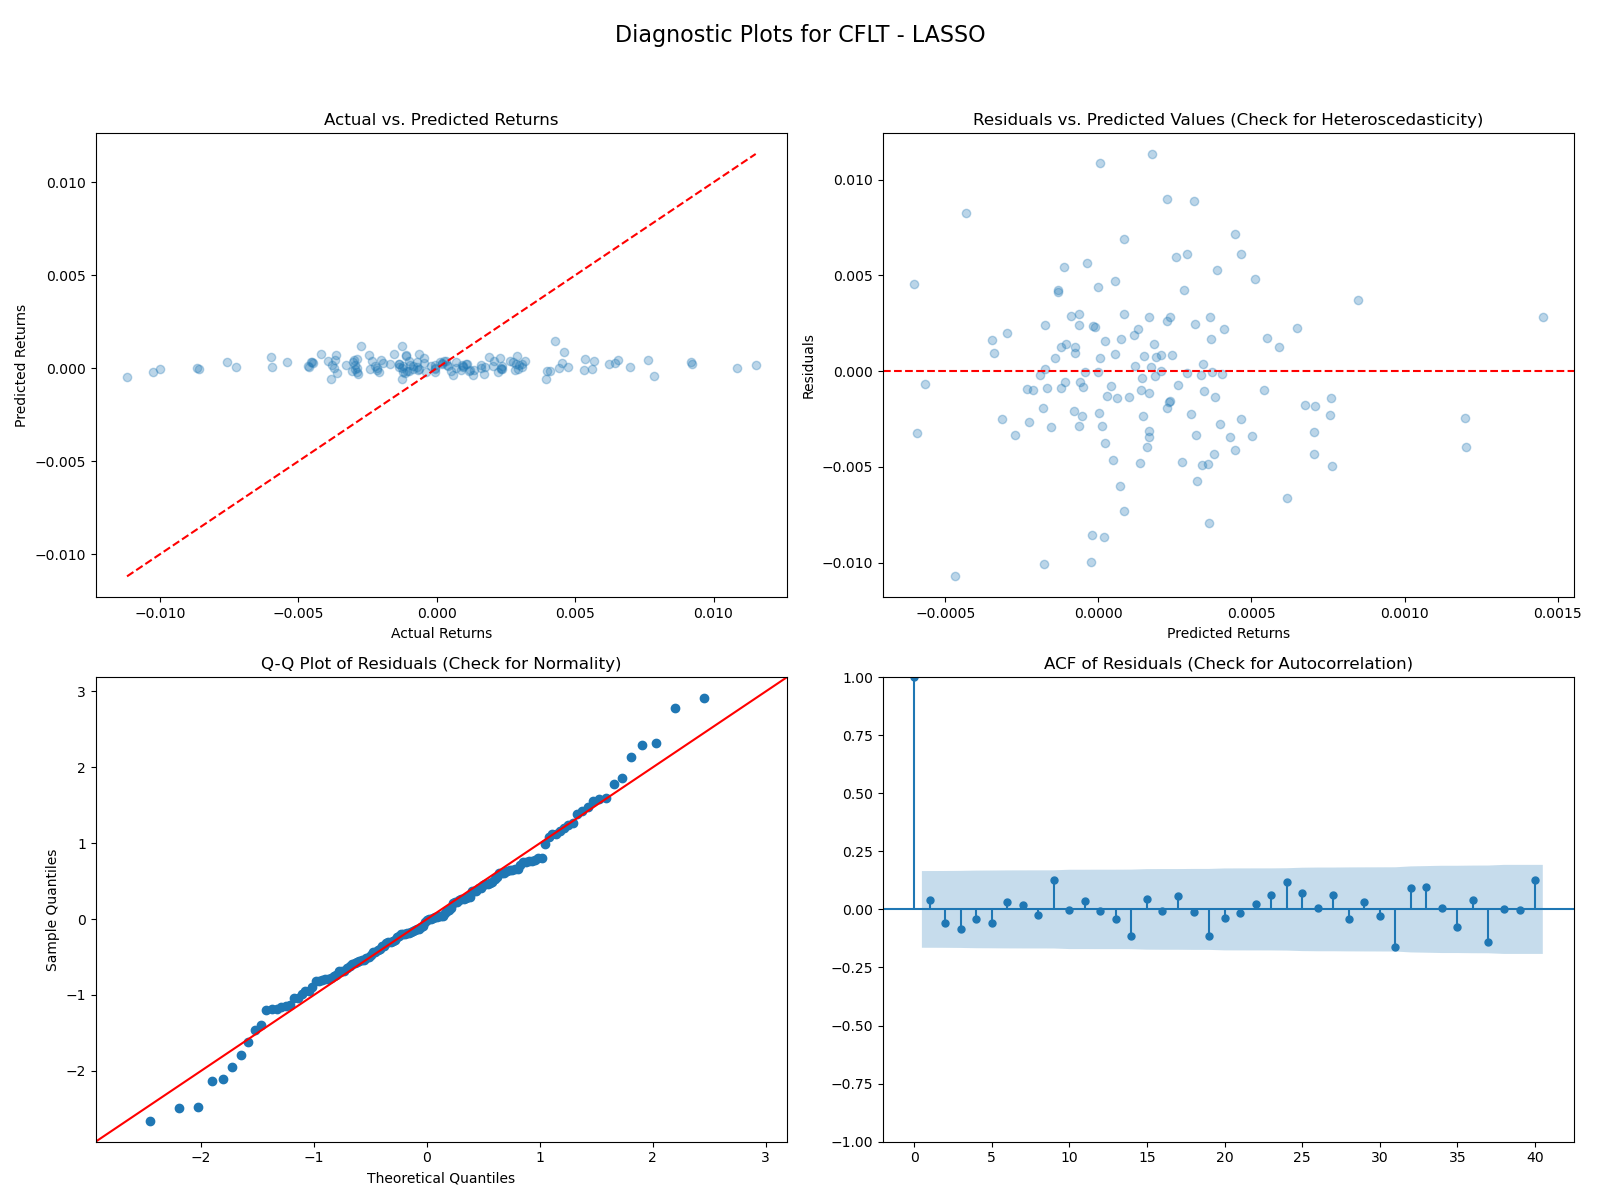 Diagnostic Plots for CFLT - LASSO
Actual vs. Predicted Returns
Predicted Returns
0.010
0.005
0.000
−0.005
−0.010
−0.010 −0.005 0.000 0.005 0.010
Actual Returns
Residuals vs. Predicted Values (Check for Heteroscedasticity)
Residuals
0.010
0.005
0.000
−0.005
−0.010
−0.0005 0.0000 0.0005 0.0010 0.0015
Predicted Returns
Q-Q Plot of Residuals (Check for Normality)
Sample Quantiles
3
2
1
0
−1
−2
−2 −1 0 1 2 3
Theoretical Quantiles
ACF of Residuals (Check for Autocorrelation)
1.00
0.75
0.50
0.25
0.00
−0.25
−0.50
−0.75
−1.00
0 5 10 15 20 25 30 35 40